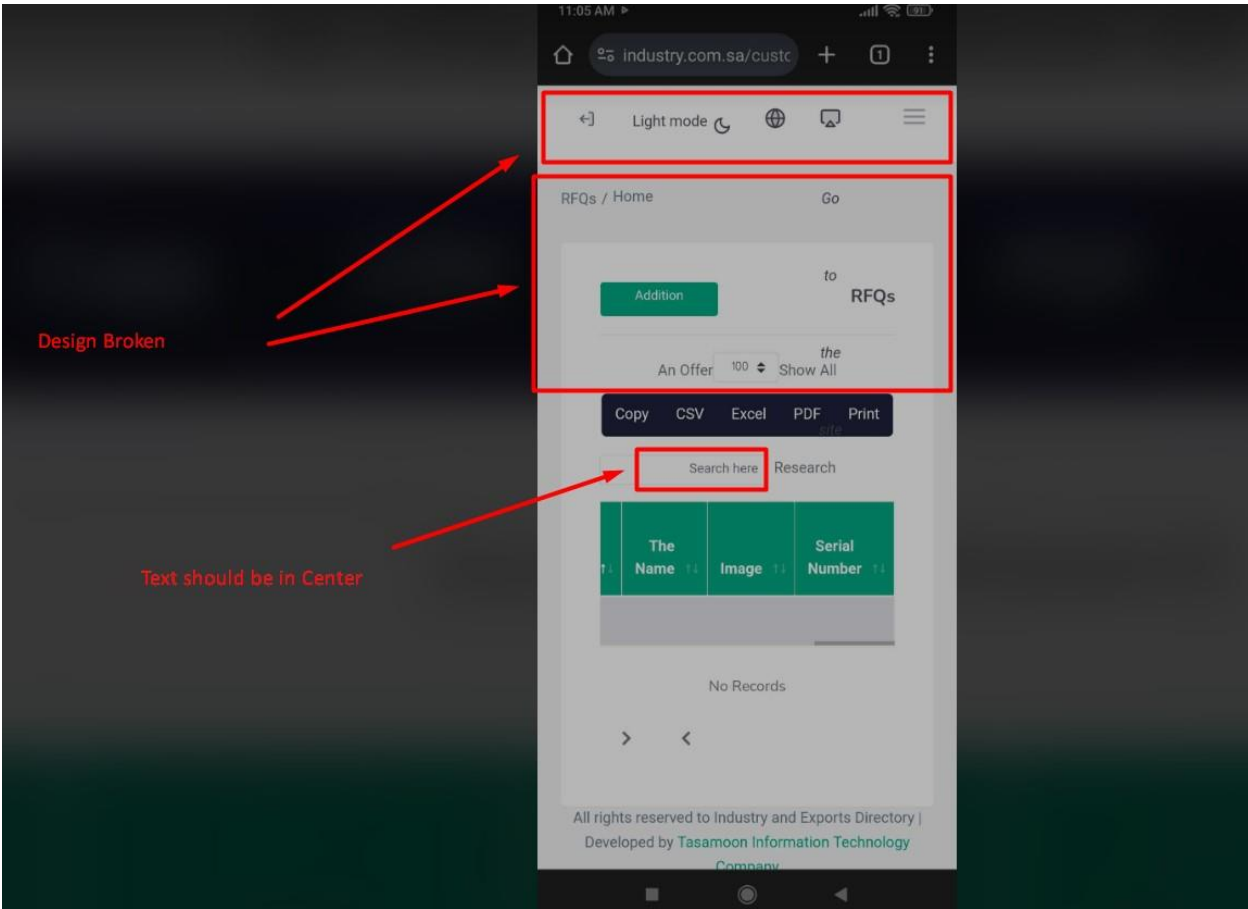 11:05 AM
91
industry.com.sa/custc
1
Light mode
RFQs / Home
Go
to
Addition
RFQs
Design Broken
the
An Offer 100 Show All
Copy CSV Excel PDF Print
site
Search here Research
The Name
Image
Serial Number
Text should be in Center
No Records
All rights reserved to Industry and Exports Directory |
Developed by Tasamoon Information Technology
Company